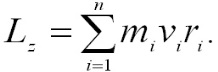 L_z = \sum_{i=1}^{n} m_i v_i r_i.